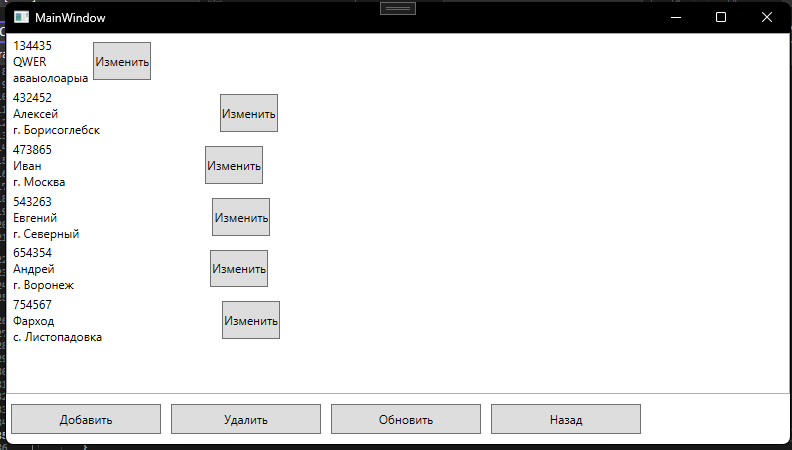 MainWindow
134435
QWER
аваыолоарыа
Изменить
432452
Алексей
г. Борисоглебск
Изменить
473865
Иван
г. Москва
Изменить
543263
Евгений
г. Северный
Изменить
654354
Андрей
г. Воронеж
Изменить
754567
Фарход
с. Листопадовка
Изменить
Добавить
Удалить
Обновить
Назад